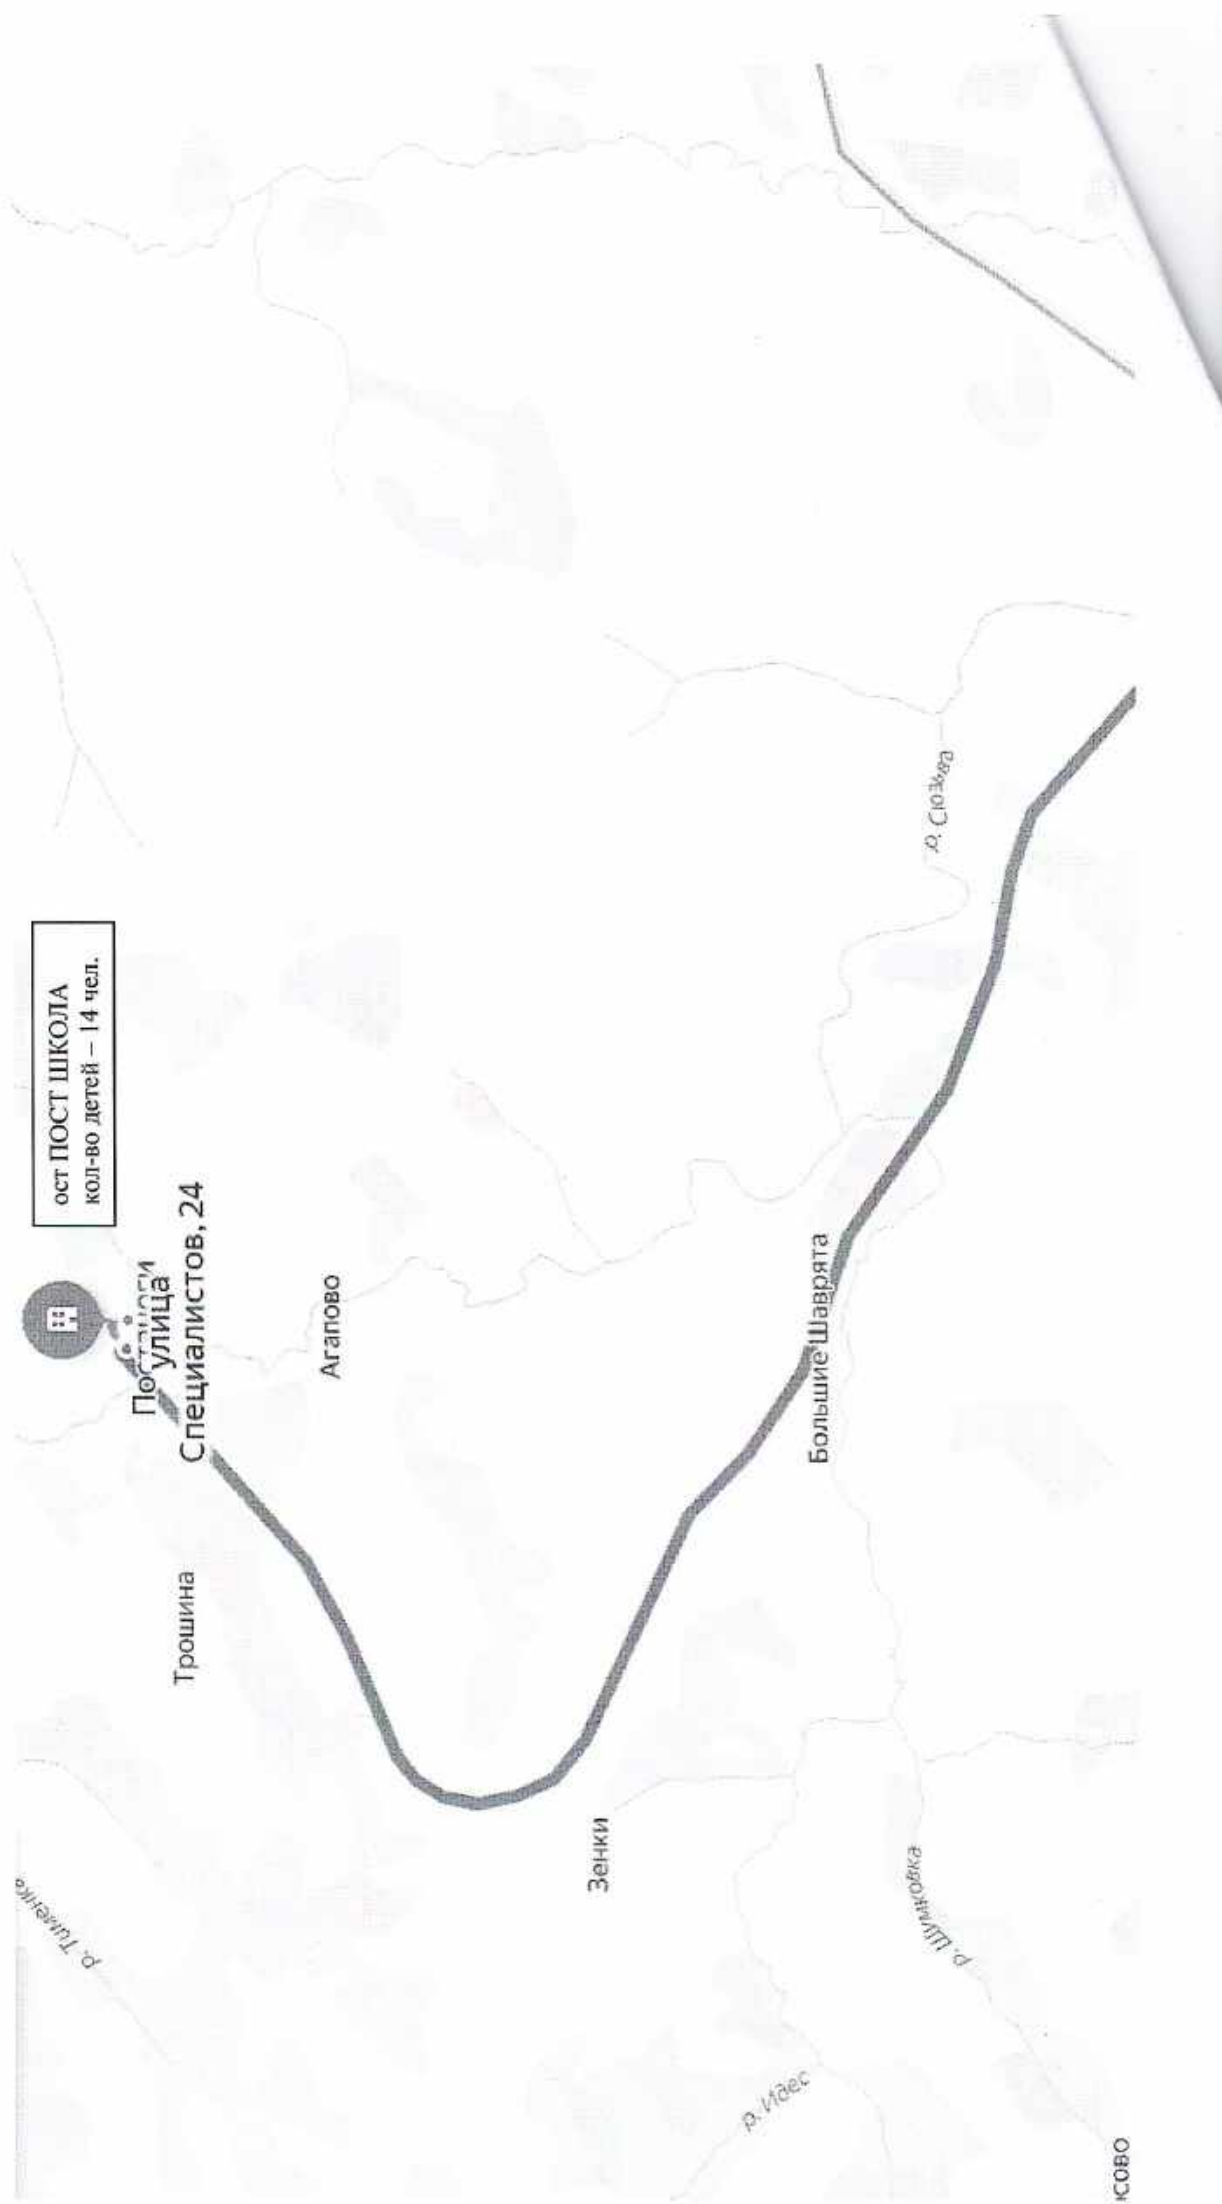 ост ПОСТ ШКОЛА
кол-во детей – 14 чел.
улица
Специалистов, 24
Трошина
Агапово
р. Тименка
Зенки
Большие Шаврята
р. Сюзьва
р. Шумковка
р. Идес
ксово